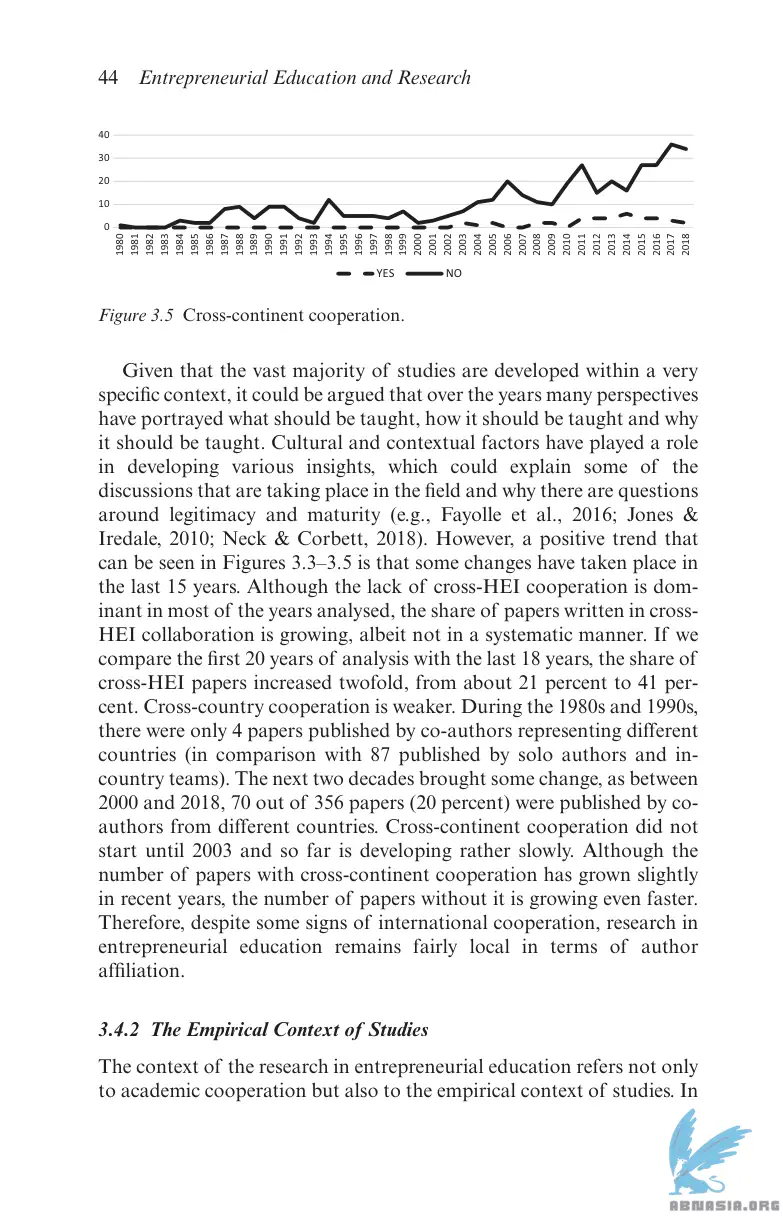 44 Entrepreneurial Education and Research
40
30
20
10
0
1980 1981 1982 1983 1984 1985 1986 1987 1988 1989 1990 1991 1992 1993 1994 1995 1996 1997 1998 1999 2000 2001 2002 2003 2004 2005 2006 2007 2008 2009 2010 2011 2012 2013 2014 2015 2016 2017 2018
YES NO
Figure 3.5 Cross-continent cooperation.
Given that the vast majority of studies are developed within a very
specific context, it could be argued that over the years many perspectives
have portrayed what should be taught, how it should be taught and why
it should be taught. Cultural and contextual factors have played a role
in developing various insights, which could explain some of the
discussions that are taking place in the field and why there are questions
around legitimacy and maturity (e.g., Fayolle et al., 2016; Jones &
Iredale, 2010; Neck & Corbett, 2018). However, a positive trend that
can be seen in Figures 3.3–3.5 is that some changes have taken place in
the last 15 years. Although the lack of cross-HEI cooperation is dom-
inant in most of the years analysed, the share of papers written in cross-
HEI collaboration is growing, albeit not in a systematic manner. If we
compare the first 20 years of analysis with the last 18 years, the share of
cross-HEI papers increased twofold, from about 21 percent to 41 per-
cent. Cross-country cooperation is weaker. During the 1980s and 1990s,
there were only 4 papers published by co-authors representing different
countries (in comparison with 87 published by solo authors and in-
country teams). The next two decades brought some change, as between
2000 and 2018, 70 out of 356 papers (20 percent) were published by co-
authors from different countries. Cross-continent cooperation did not
start until 2003 and so far is developing rather slowly. Although the
number of papers with cross-continent cooperation has grown slightly
in recent years, the number of papers without it is growing even faster.
Therefore, despite some signs of international cooperation, research in
entrepreneurial education remains fairly local in terms of author
affiliation.
3.4.2 The Empirical Context of Studies
The context of the research in entrepreneurial education refers not only
to academic cooperation but also to the empirical context of studies. In
ABNASIA.ORG